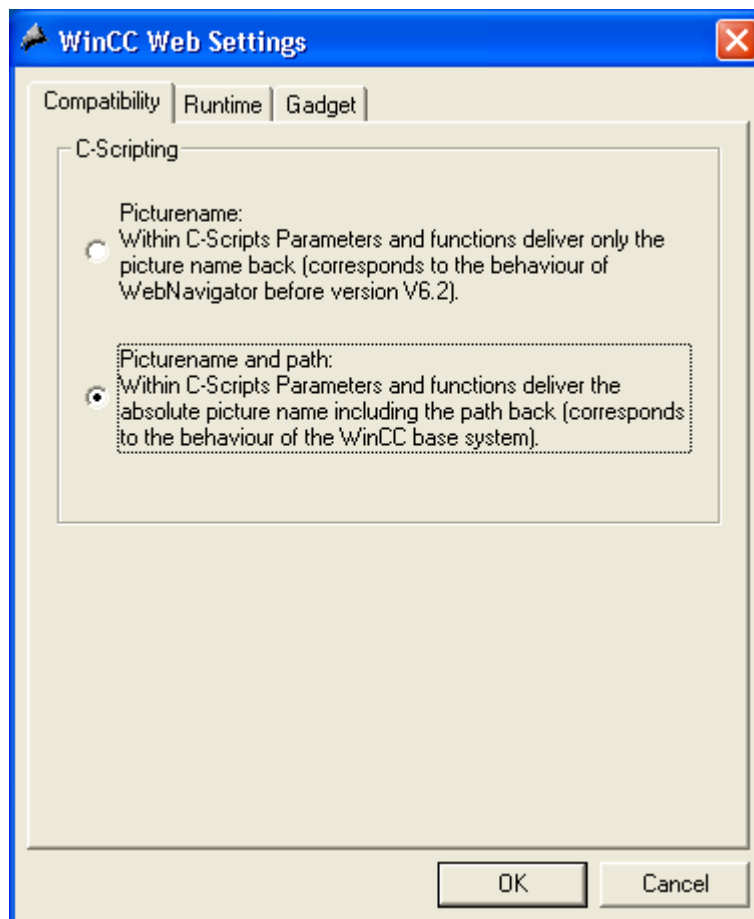 WinCC Web Settings
Compatibility Runtime Gadget
C-Scripting
Picturename:
Within C-Scripts Parameters and functions deliver only the
picture name back (corresponds to the behaviour of
WebNavigator before version V6.2).
Picturename and path:
Within C-Scripts Parameters and functions deliver the
absolute picture name including the path back (corresponds
to the behaviour of the WinCC base system).
OK Cancel